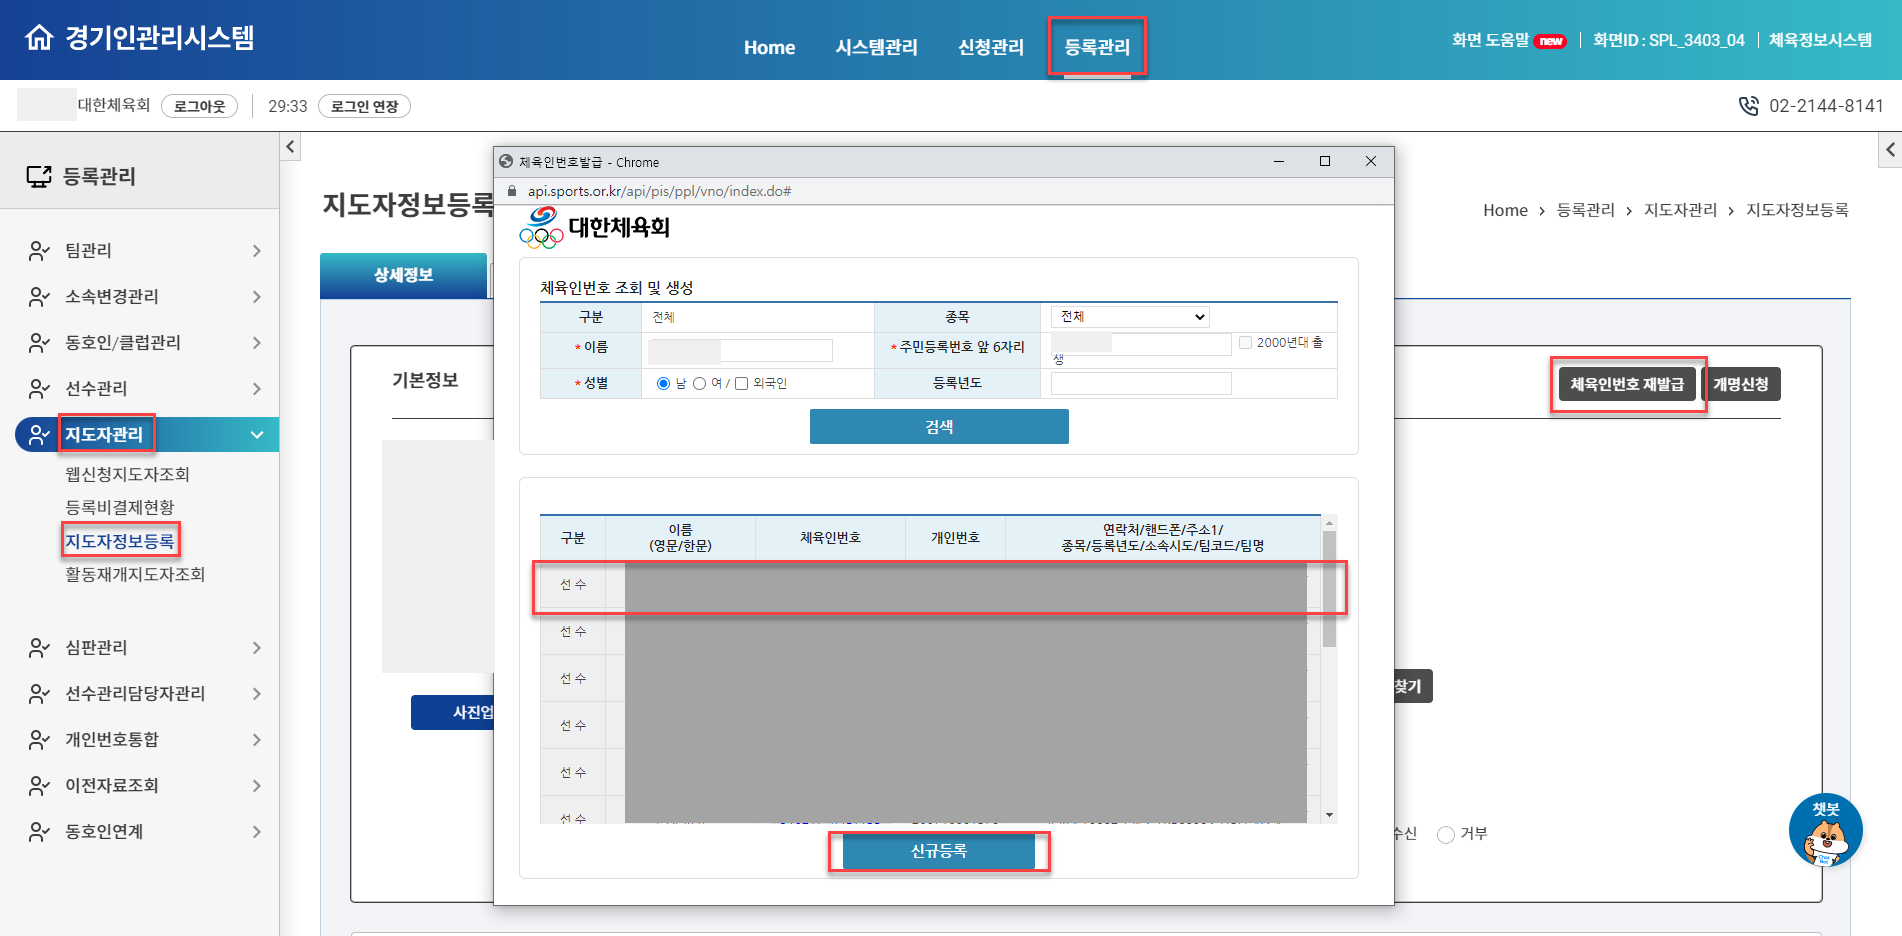 경기인관리시스템
Home 시스템관리 신청관리 등록관리
화면 도움말 new 화면ID : SPL_3403_04 체육정보시스템
대한체육회 로그아웃 29:33 로그인 연장
02-2144-8141
등록관리
팀관리
소속변경관리
동호인/클럽관리
선수관리
지도자관리
웹신청지도자조회
등록비결제현황
지도자정보등록
활동재개지도자조회
심판관리
선수관리담당자관리
개인번호통합
이전자료조회
동호인연계
지도자정보등록
Home > 등록관리 > 지도자관리 > 지도자정보등록
상세정보
기본정보
체육인번호 재발급 개명신청
사진업
찾기
수신 거부
챗봇
체육인번호발급 - Chrome
api.sports.or.kr/api/pis/ppl/vno/index.do#
대한체육회
체육인번호 조회 및 생성
구분 전체 종목 전체
* 이름 * 주민등록번호 앞 6자리 2000년대 출
생
* 성별 남 여 / 외국인 등록년도
검색
구분 이름 체육인번호 개인번호 연락처/핸드폰/주소1/
(영문/한문) 종목/등록년도/소속시도/팀코드/팀명
선 수
선 수
선 수
선 수
선 수
선 수
신규등록